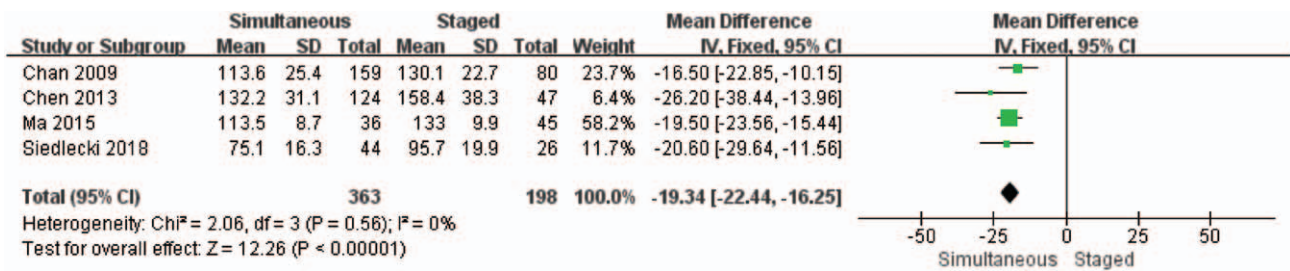 Simultaneous Staged Mean Difference Mean Difference
Study or Subgroup Mean SD Total Mean SD Total Weight IV, Fixed, 95% CI IV, Fixed, 95% CI
Chan 2009 113.6 25.4 159 130.1 22.7 80 23.7% -16.50 [-22.85, -10.15]
Chen 2013 132.2 31.1 124 158.4 38.3 47 6.4% -26.20 [-38.44, -13.96]
Ma 2015 113.5 8.7 36 133 9.9 45 58.2% -19.50 [-23.56, -15.44]
Siedlecki 2018 75.1 16.3 44 95.7 19.9 26 11.7% -20.60 [-29.64, -11.56]
Total (95% CI) 363 198 100.0% -19.34 [-22.44, -16.25]
Heterogeneity: Chi² = 2.06, df = 3 (P = 0.56); I² = 0%
Test for overall effect: Z = 12.26 (P < 0.00001)
-50 -25 0 25 50
Simultaneous Staged